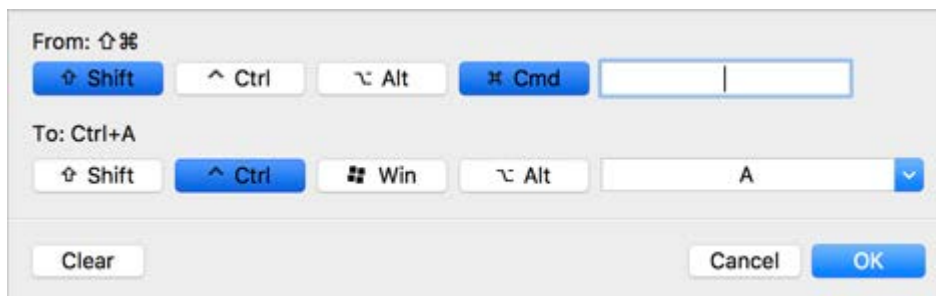 From: ⇧⌘
⇧ Shift ^ Ctrl ⌥ Alt ⌘ Cmd
To: Ctrl+A
⇧ Shift ^ Ctrl Win ⌥ Alt A
Clear Cancel OK